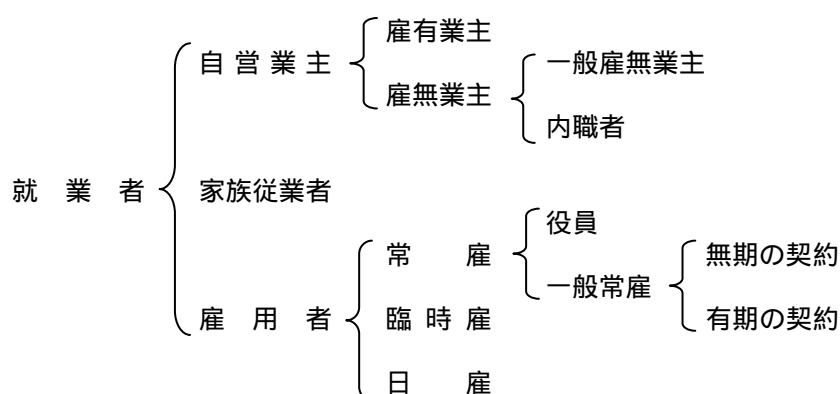 雇有業主
自営業主
一般雇無業主
雇無業主
内職者
就業者
家族従業者
役員
常雇
無期の契約
一般常雇
雇用者
臨時雇
有期の契約
日雇